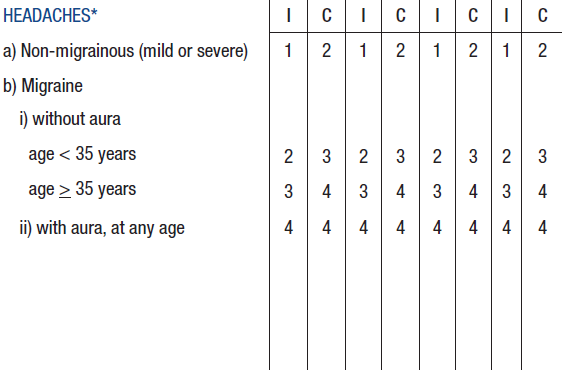 HEADACHES* I C I C I C I C
a) Non-migrainous (mild or severe) 1 2 1 2 1 2 1 2
b) Migraine
i) without aura
age < 35 years 2 3 2 3 2 3 2 3
age ≥ 35 years 3 4 3 4 3 4 3 4
ii) with aura, at any age 4 4 4 4 4 4 4 4